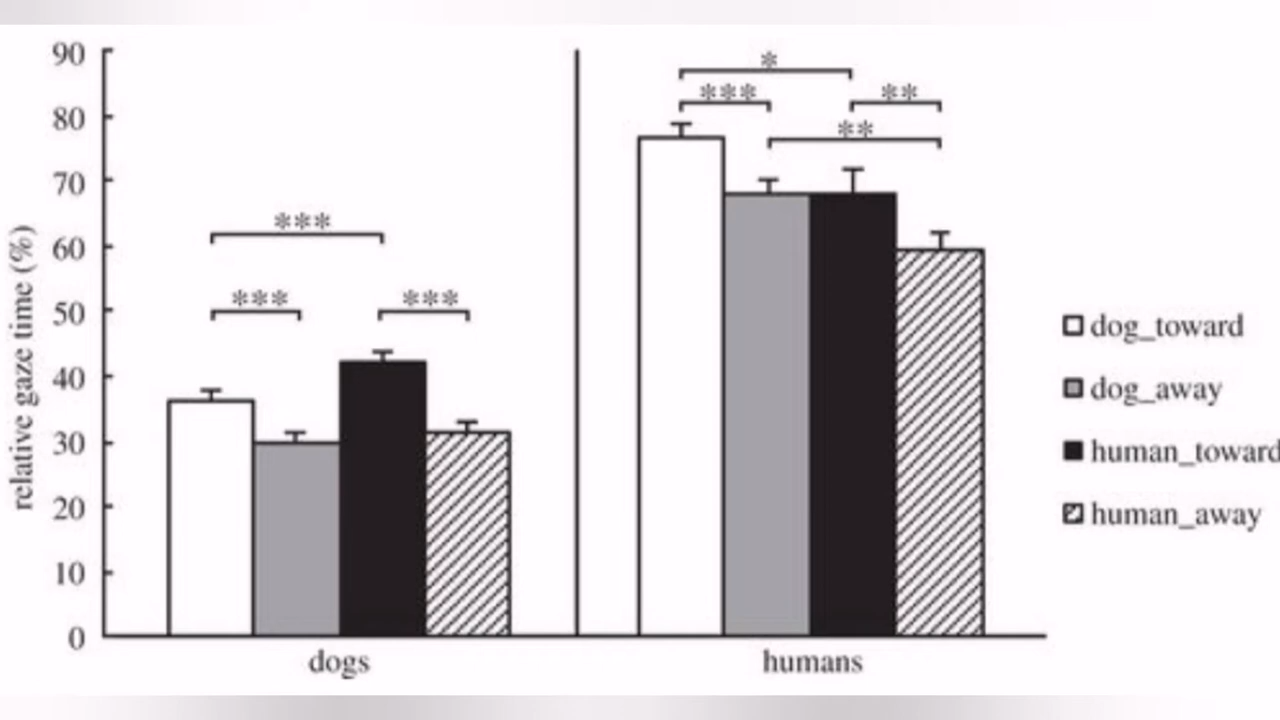 relative gaze time (%)
90
80
70
60
50
40
30
20
10
0
*
*** **
**
***
*** ***
dogs humans
dog_toward
dog_away
human_toward
human_away